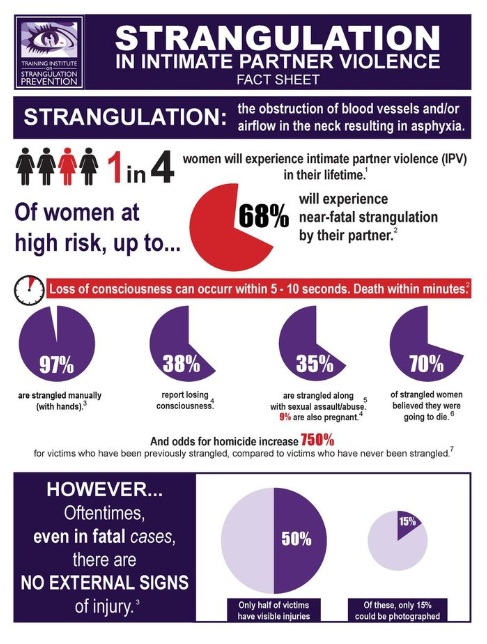 TRAINING INSTITUTE
ON
STRANGULATION
PREVENTION
STRANGULATION
IN INTIMATE PARTNER VIOLENCE
FACT SHEET
STRANGULATION:
the obstruction of blood vessels and/or
airflow in the neck resulting in asphyxia.
1 in 4
women will experience intimate partner violence (IPV)
in their lifetime.1
Of women at
high risk, up to...
68%
will experience
near-fatal strangulation
by their partner.2
Loss of consciousness can occurr within 5 - 10 seconds. Death within minutes.2
97%
are strangled manually
(with hands).3
38%
report losing
consciousness.4
35%
are strangled along
with sexual assault/abuse.5
9% are also pregnant.4
70%
of strangled women
believed they were
going to die.6
And odds for homicide increase 750%
for victims who have been previously strangled, compared to victims who have never been strangled.7
HOWEVER...
Oftentimes,
even in fatal cases,
there are
NO EXTERNAL SIGNS
of injury.3
50%
Only half of victims
have visible injuries
15%
Of these, only 15%
could be photographed